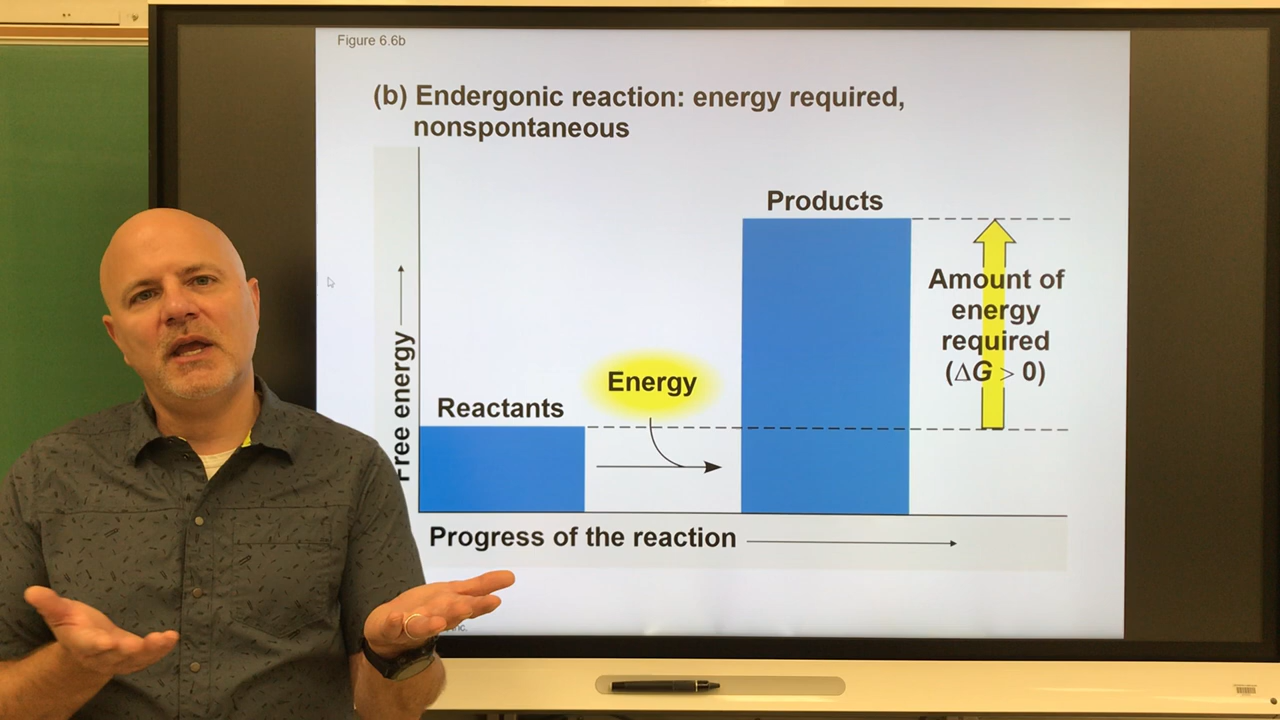 Figure 6.6b
(b) Endergonic reaction: energy required,
nonspontaneous
Products
Amount of
energy
required
(ΔG > 0)
Energy
Reactants
Free energy
Progress of the reaction